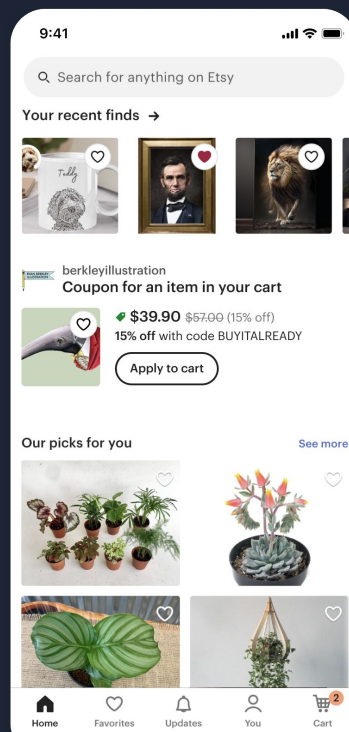 9:41
Search for anything on Etsy
Your recent finds →
Teddy
berkleyillustration
Coupon for an item in your cart
$39.90 $57.00 (15% off)
15% off with code BUYITALREADY
Apply to cart
Our picks for you
See more
2
Home Favorites Updates You Cart